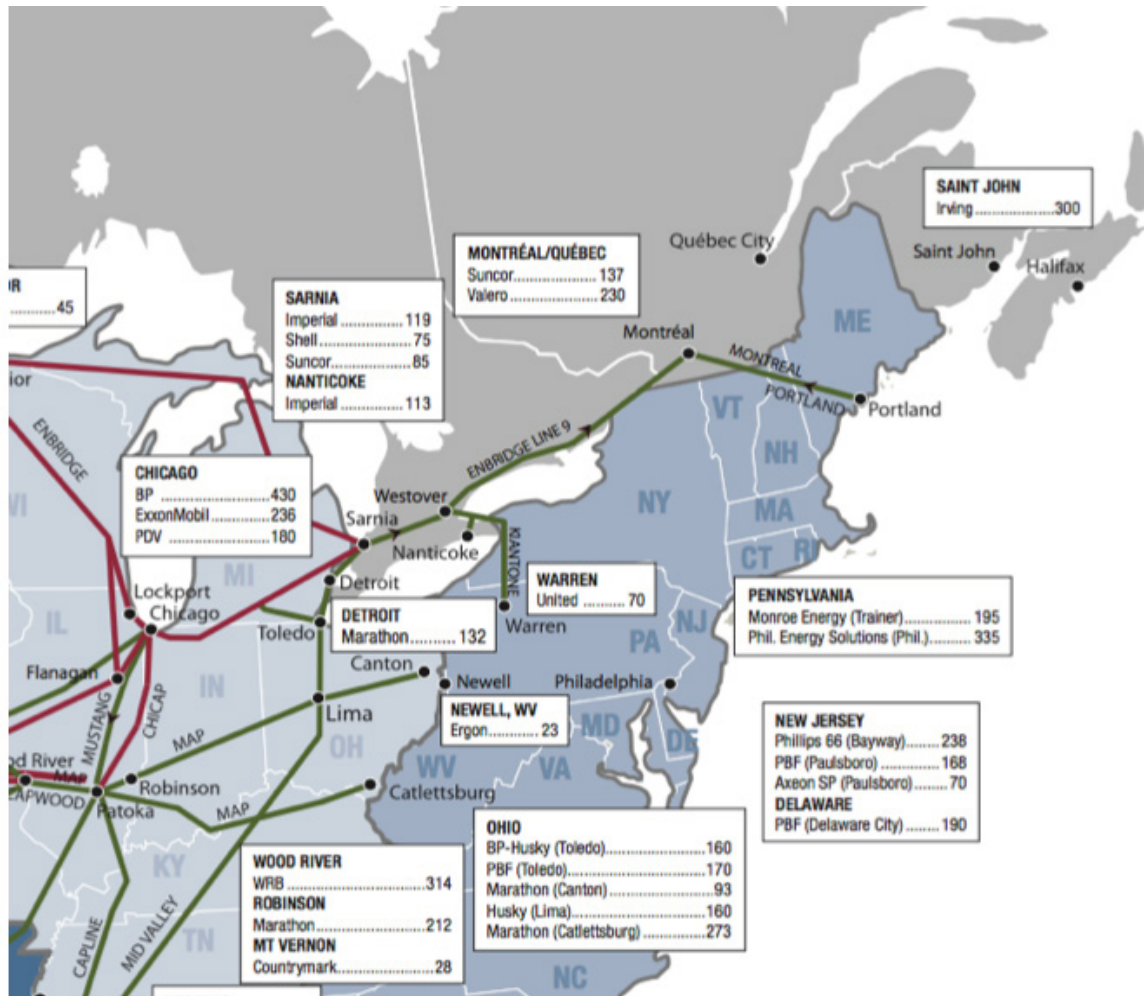 SAINT JOHN
Irving ....................300
Québec City
Saint John
Halifax
MONTRÉAL/QUÉBEC
Suncor.................... 137
Valero .................... 230
45
SARNIA
Imperial ............... 119
Shell ..................... 75
Suncor.................. 85
NANTICOKE
Imperial ............... 113
ME
Montréal
MONTREAL
PORTLAND
Portland
VT
NH
ENBRIDGE
ENBRIDGE LINE 9
CHICAGO
BP ........................430
ExxonMobil ............236
PDV ......................180
WI
Westover
Sarnia
Nanticoke
NY
MA
CT
RI
KIANTONE
MI
Detroit
WARREN
United .......... 70
Warren
Lockport
Chicago
IL
Toledo
DETROIT
Marathon.......... 132
PA
NJ
PENNSYLVANIA
Monroe Energy (Trainer) ................. 195
Phil. Energy Solutions (Phil.)........... 335
Canton
Flanagan
IN
Newell
Philadelphia
MUSTANG
CHICAP
Lima
NEWELL, WV
Ergon............ 23
MD
DE
NEW JERSEY
Phillips 66 (Bayway)....... 238
PBF (Paulsboro) ............ 168
Axeon SP (Paulsboro) ..... 70
DELAWARE
PBF (Delaware City) ....... 190
MAP
OH
WV
VA
od River
MAP
Robinson
Patoka
MAP
Catlettsburg
OHIO
BP-Husky (Toledo)........................ 160
PBF (Toledo)................................ 170
Marathon (Canton) ........................ 93
Husky (Lima)................................ 160
Marathon (Catlettsburg) ............... 273
KY
WOOD RIVER
WRB ..............................314
ROBINSON
Marathon ........................212
MT VERNON
Countrymark.....................28
CAPLINE
MID VALLEY
TN
NC